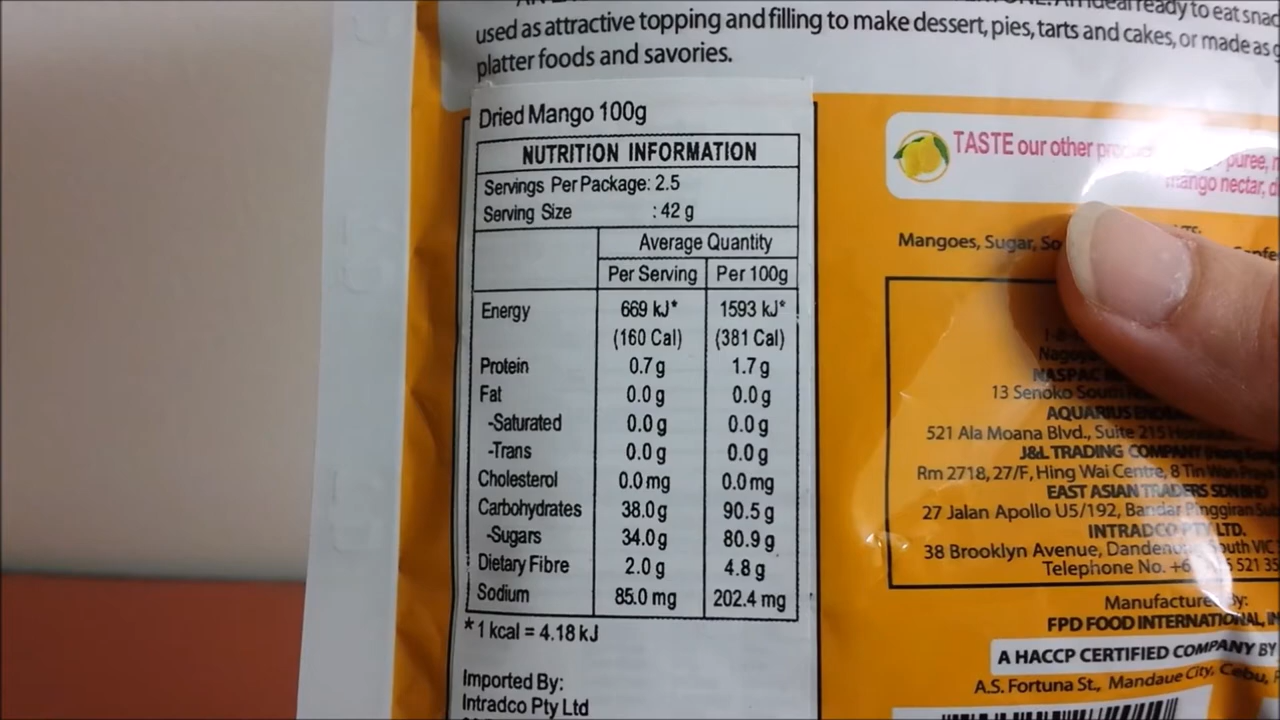 used as attractive topping and filling to make dessert, pies, tarts and cakes, or made as
platter foods and savories.
Dried Mango 100g
NUTRITION INFORMATION
Servings Per Package: 2.5
Serving Size : 42 g
Average Quantity
Per Serving Per 100g
Energy 669 kJ* 1593 kJ*
(160 Cal) (381 Cal)
Protein 0.7 g 1.7 g
Fat 0.0 g 0.0 g
-Saturated 0.0 g 0.0 g
-Trans 0.0 g 0.0 g
Cholesterol 0.0 mg 0.0 mg
Carbohydrates 38.0 g 90.5 g
-Sugars 34.0 g 80.9 g
Dietary Fibre 2.0 g 4.8 g
Sodium 85.0 mg 202.4 mg
* 1 kcal = 4.18 kJ
Imported By:
Intradco Pty Ltd
TASTE our other
puree,
mango nectar,
Mangoes, Sugar,
NASPAC
13 Senoko South
AQUARIUS
521 Ala Moana Blvd., Suite 215
J&L TRADING COMPANY
Rm 2718, 27/F, Hing Wai Centre, 8 Tin Wan
EAST ASIAN TRADERS SDN BHD
27 Jalan Apollo U5/192, Bandar Pinggiran
INTRADCO PTY LTD.
38 Brooklyn Avenue, Dandenong South VIC
Telephone No.
Manufactured By:
FPD FOOD INTERNATIONAL,
A HACCP CERTIFIED COMPANY BY
A.S. Fortuna St., Mandaue City, Cebu,